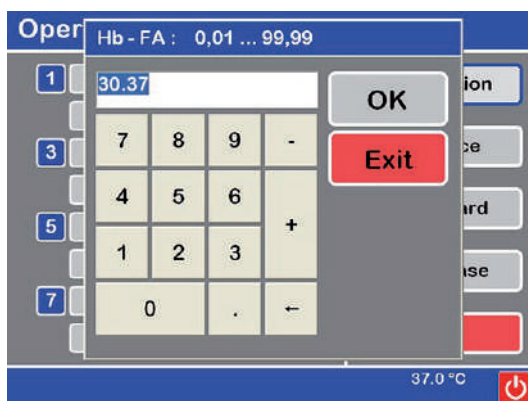 Oper
Hb-FA: 0,01 ... 99,99
1
30.37
OK
ion
7 8 9 -
Exit
3
ce
4 5 6
+
5
rd
1 2 3
0 . ←
7
ase
37.0 °C